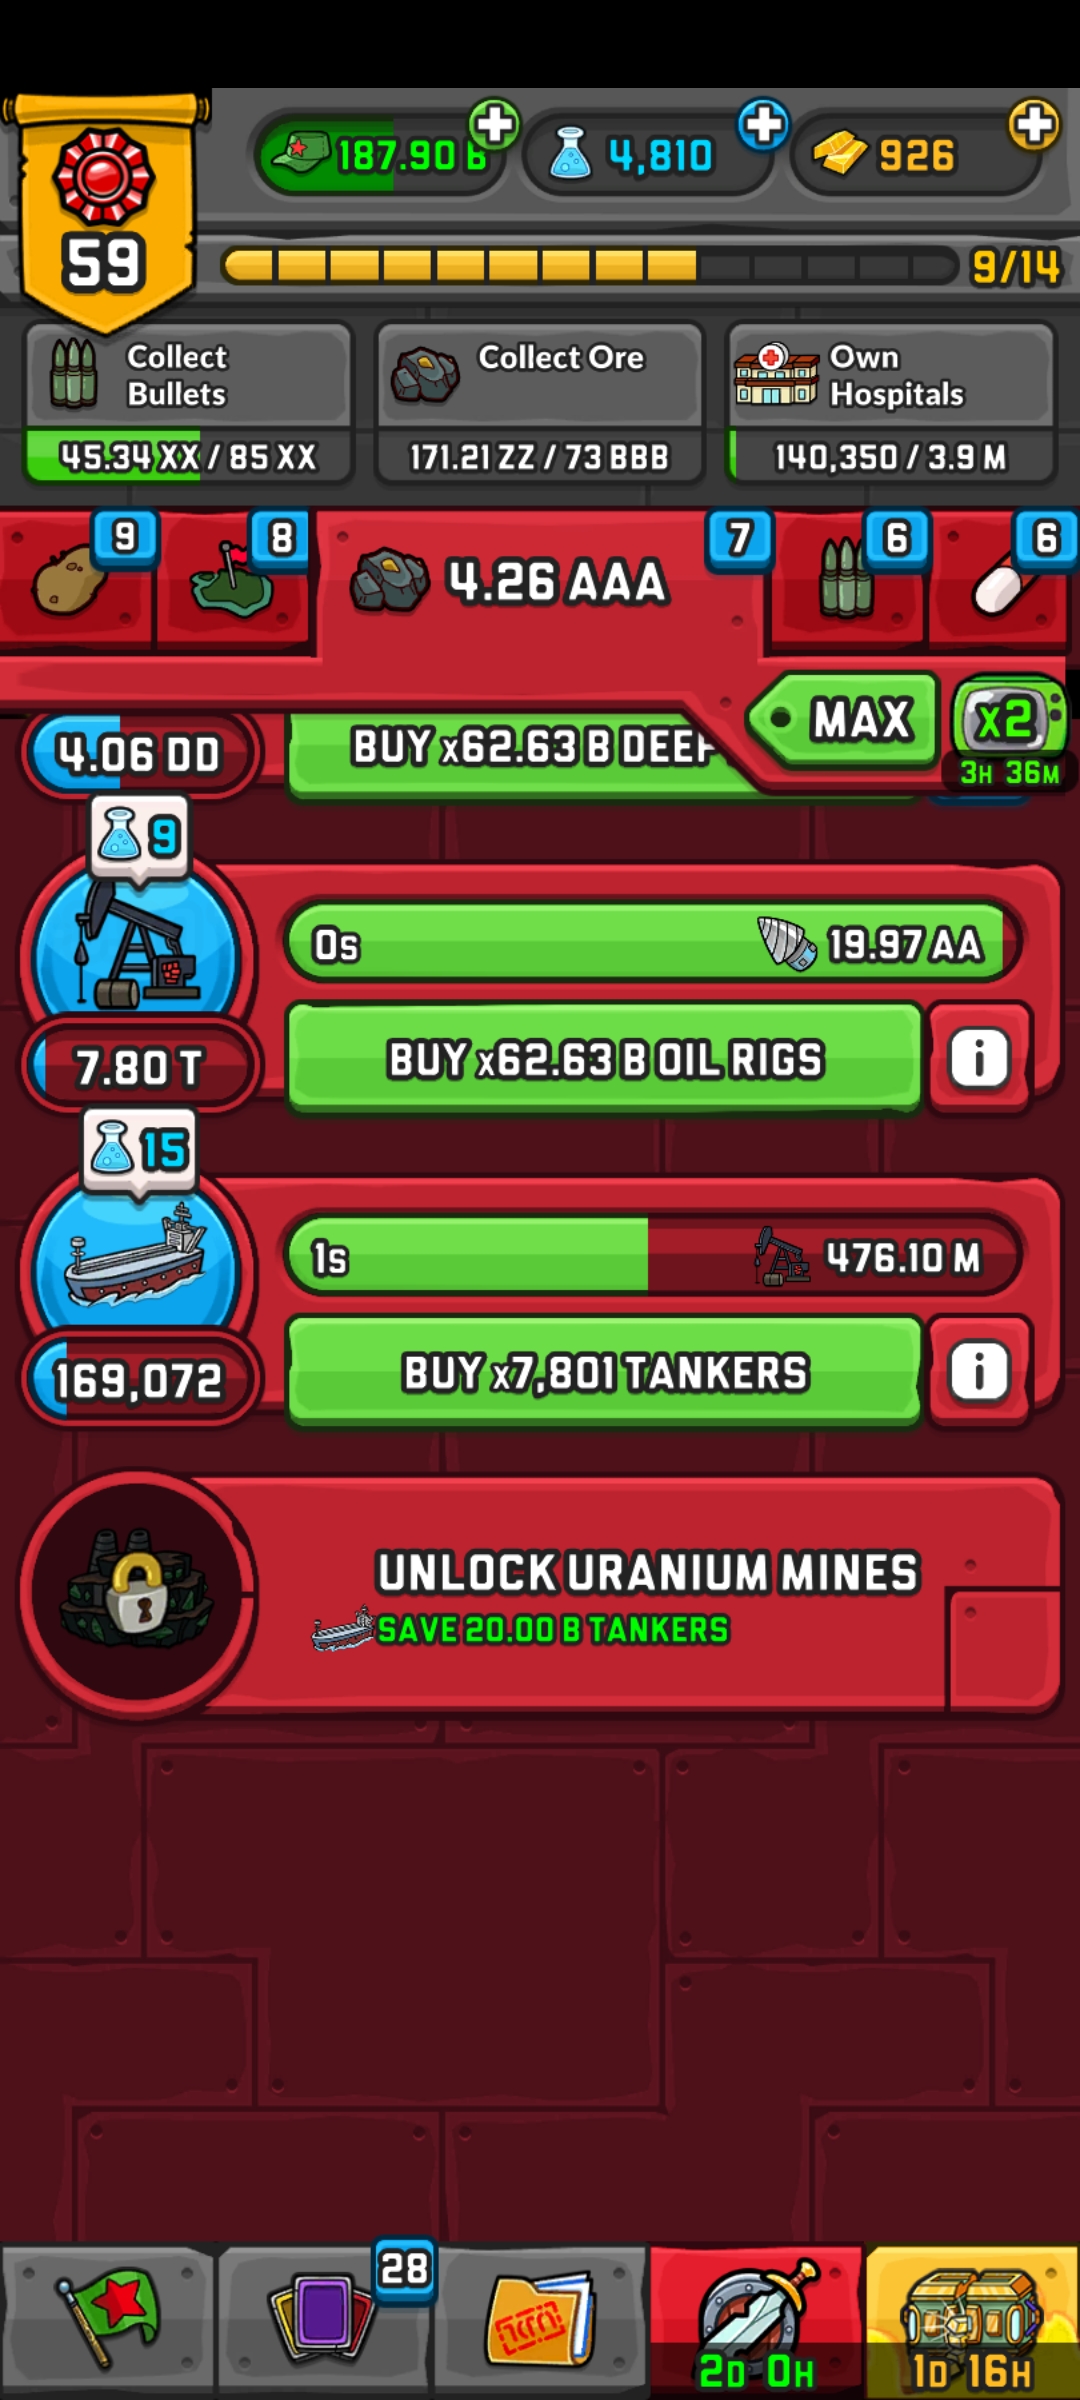 187.90 B
4,810
926
59
9/14
Collect
Bullets
45.34 XX / 85 XX
Collect Ore
171.21 ZZ / 73 BBB
Own
Hospitals
140,350 / 3.9 M
9
8
4.26 AAA
7
6
6
MAX
x2
3H 36M
4.06 DD
BUY x62.63 B DEEP
9
0s
19.97 AA
7.80 T
BUY x62.63 B OIL RIGS
i
15
1s
476.10 M
169,072
BUY x7,801 TANKERS
i
UNLOCK URANIUM MINES
SAVE 20.00 B TANKERS
28
2D 0H
1D 16H